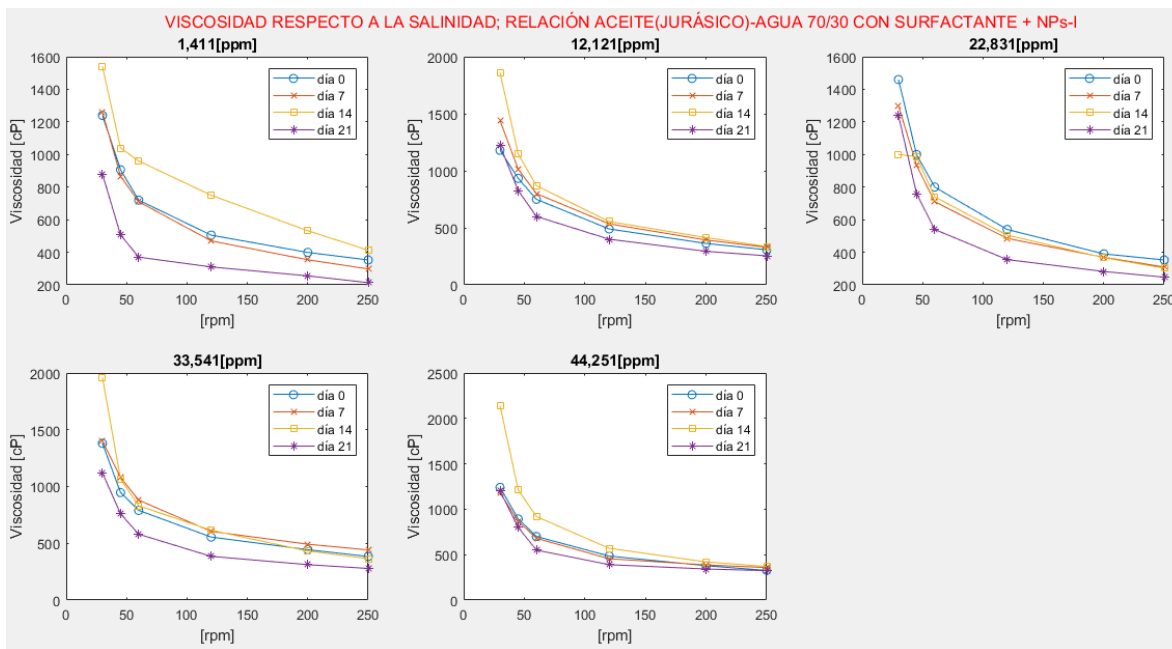 VISCOSIDAD RESPECTO A LA SALINIDAD; RELACIÓN ACEITE(JURÁSICO)-AGUA 70/30 CON SURFACTANTE + NPs-I
1,411[ppm]
1600
1400
1200
1000
800
600
400
200
Viscosidad [cP]
día 0
día 7
día 14
día 21
0 50 100 150 200 250
[rpm]
12,121[ppm]
2000
1500
1000
500
0
Viscosidad [cP]
día 0
día 7
día 14
día 21
0 50 100 150 200 250
[rpm]
22,831[ppm]
1600
1400
1200
1000
800
600
400
200
Viscosidad [cP]
día 0
día 7
día 14
día 21
0 50 100 150 200 250
[rpm]
33,541[ppm]
2000
1500
1000
500
0
Viscosidad [cP]
día 0
día 7
día 14
día 21
0 50 100 150 200 250
[rpm]
44,251[ppm]
2500
2000
1500
1000
500
0
Viscosidad [cP]
día 0
día 7
día 14
día 21
0 50 100 150 200 250
[rpm]